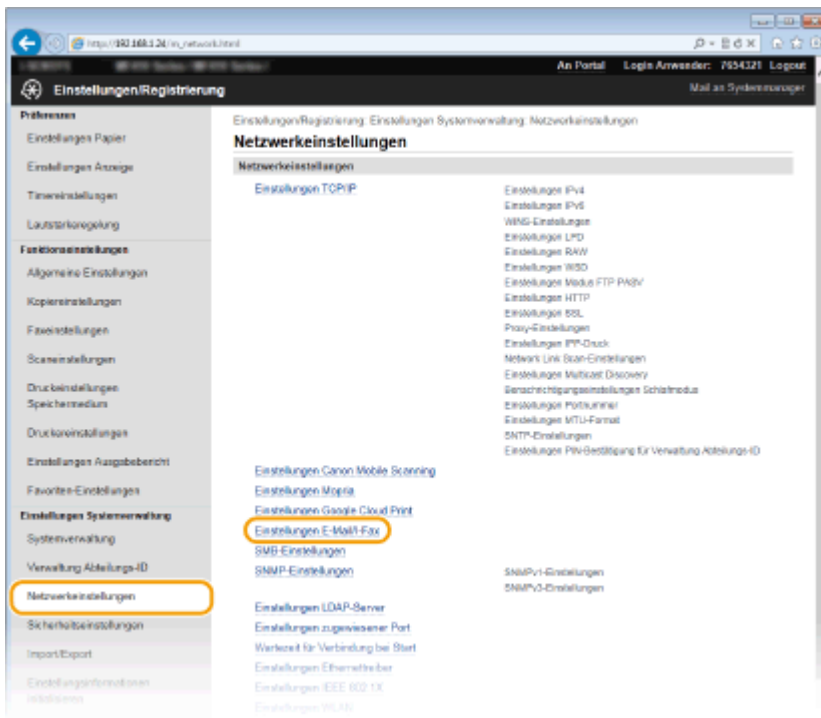 http://192.168.1.24/m_network.html
An Portal Login Anwender: 7654321 Logout
Einstellungen/Registrierung
Mail an Systemmanager
Präferenzen
Einstellungen Papier
Einstellungen Anzeige
Timereinstellungen
Lautstärkeregelung
Funktionseinstellungen
Allgemeine Einstellungen
Kopiereinstellungen
Faxeinstellungen
Scaneinstellungen
Druckeinstellungen
Speichermedium
Druckereinstellungen
Einstellungen Ausgabebericht
Favoriten-Einstellungen
Einstellungen Systemverwaltung
Systemverwaltung
Verwaltung Abteilungs-ID
Netzwerkeinstellungen
Sicherheitseinstellungen
Import/Export
Einstellungsinformationen
initialisieren
Einstellungen/Registrierung: Einstellungen Systemverwaltung: Netzwerkeinstellungen
Netzwerkeinstellungen
Netzwerkeinstellungen
Einstellungen TCP/IP
Einstellungen IPv4
Einstellungen IPv6
WINS-Einstellungen
Einstellungen LPD
Einstellungen RAW
Einstellungen WSD
Einstellungen Modus FTP PASV
Einstellungen HTTP
Einstellungen SSL
Proxy-Einstellungen
Einstellungen IPP-Druck
Network Link Scan-Einstellungen
Einstellungen Multicast Discovery
Benachrichtigungseinstellungen Schlafmodus
Einstellungen Portnummer
Einstellungen MTU-Format
SNTP-Einstellungen
Einstellungen PIN-Bestätigung für Verwaltung Abteilungs-ID
Einstellungen Canon Mobile Scanning
Einstellungen Mopria
Einstellungen Google Cloud Print
Einstellungen E-Mail/I-Fax
SMB-Einstellungen
SNMP-Einstellungen
SNMPv1-Einstellungen
SNMPv3-Einstellungen
Einstellungen LDAP-Server
Einstellungen zugewiesener Port
Wartezeit für Verbindung bei Start
Einstellungen Ethernettreiber
Einstellungen IEEE 802.1X
Einstellungen WLAN